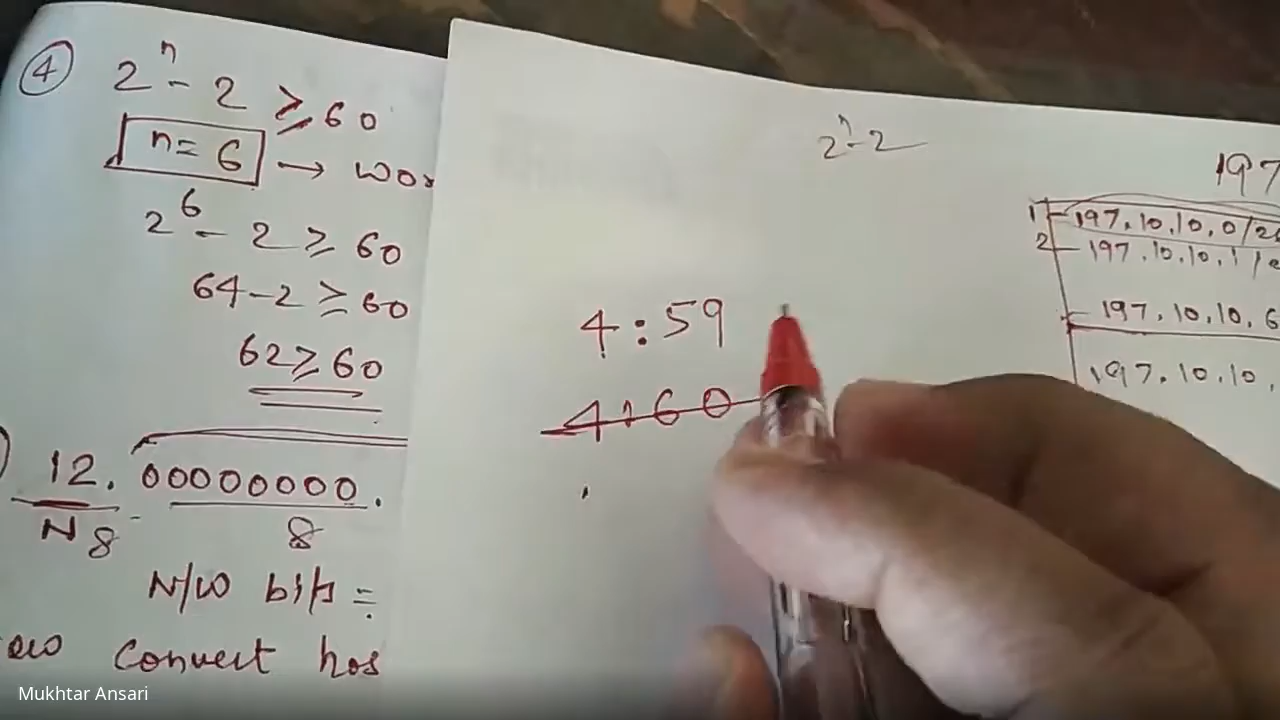 ④ 2ⁿ - 2 ≥ 60
n = 6 →
2⁶ - 2 ≥ 60
64 - 2 ≥ 60
62 ≥ 60
12. 00000000.
N 8 8
N/W bits =
convert hos
2ⁿ-2
4:59
4:60
197
1 197.10.10.0/2
2 197.10.10.1/
197.10.10.6
197.10.10.
Mukhtar Ansari